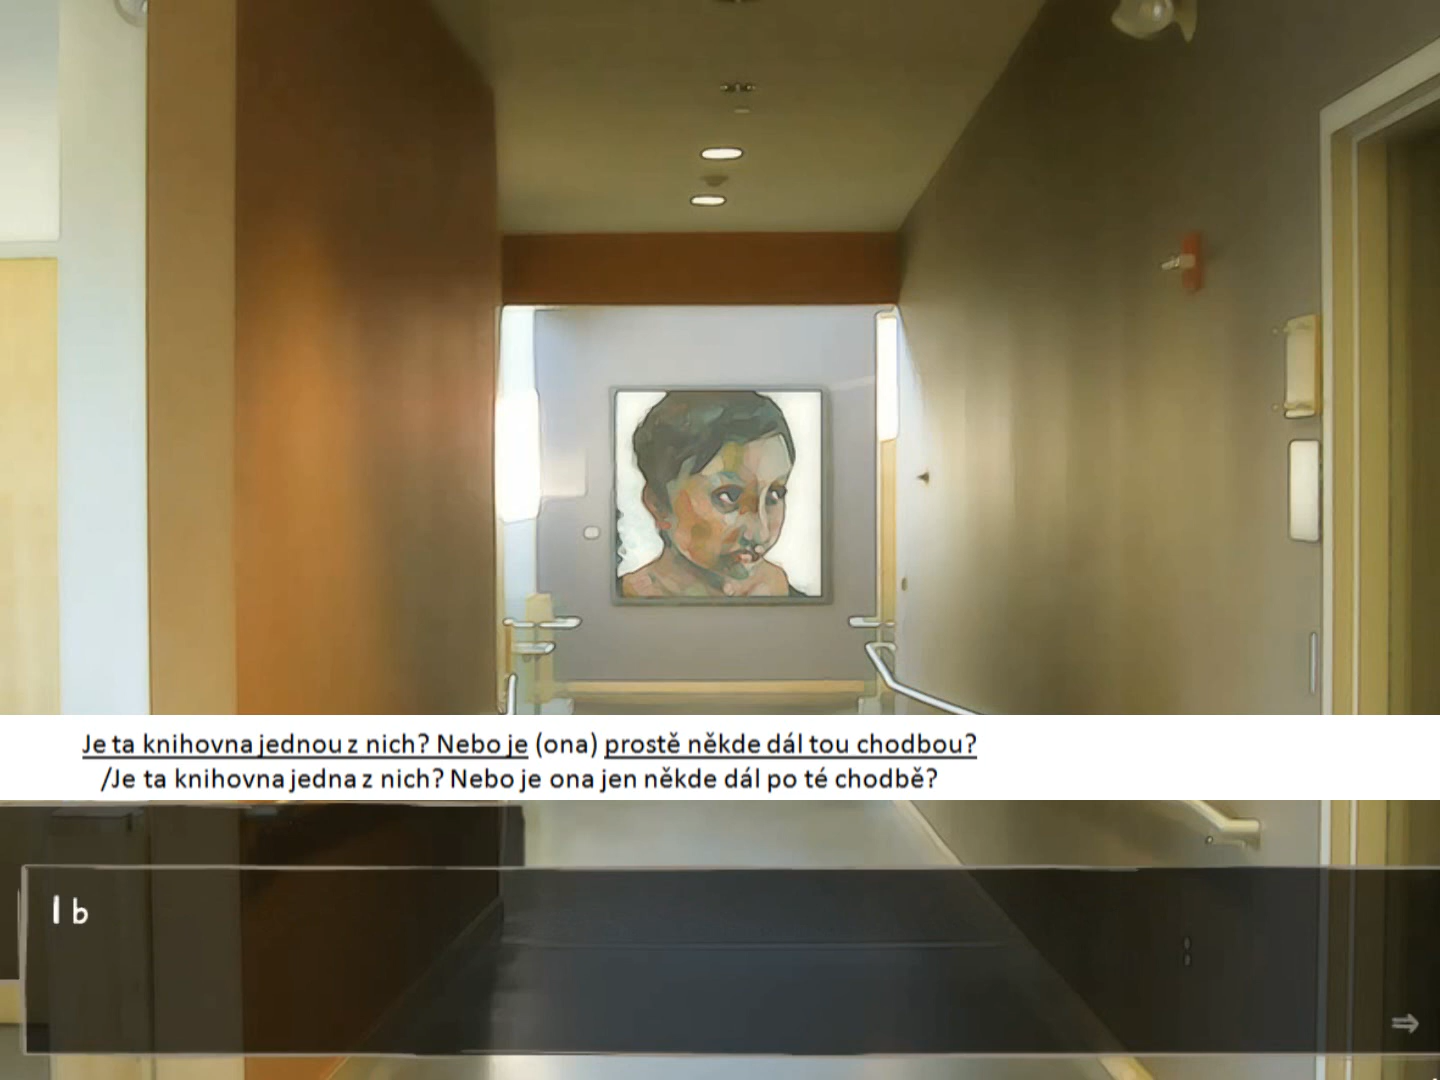 Je ta knihovna jednou z nich? Nebo je (ona) prostě někde dál tou chodbou?
/Je ta knihovna jedna z nich? Nebo je ona jen někde dál po té chodbě?
I b